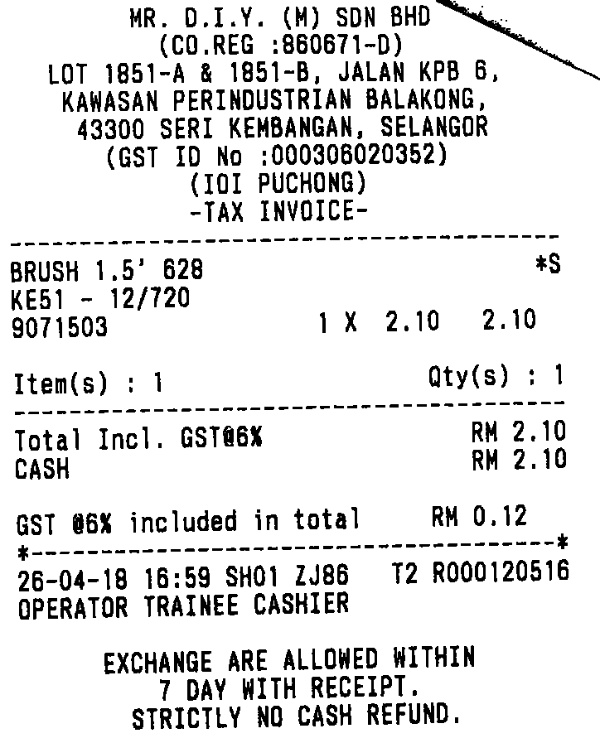 MR. D.I.Y. (M) SDN BHD
(CO.REG :860671-D)
LOT 1851-A & 1851-B, JALAN KPB 6,
KAWASAN PERINDUSTRIAN BALAKONG,
43300 SERI KEMBANGAN, SELANGOR
(GST ID No :000306020352)
(IOI PUCHONG)
-TAX INVOICE-
BRUSH 1.5' 628 *S
KE51 - 12/720
9071503 1 X 2.10 2.10
Item(s) : 1 Qty(s) : 1
Total Incl. GST@6% RM 2.10
CASH RM 2.10
GST @6% included in total RM 0.12
*--------------------------------------*
26-04-18 16:59 SH01 ZJ86 T2 R000120516
OPERATOR TRAINEE CASHIER
EXCHANGE ARE ALLOWED WITHIN
7 DAY WITH RECEIPT.
STRICTLY NO CASH REFUND.